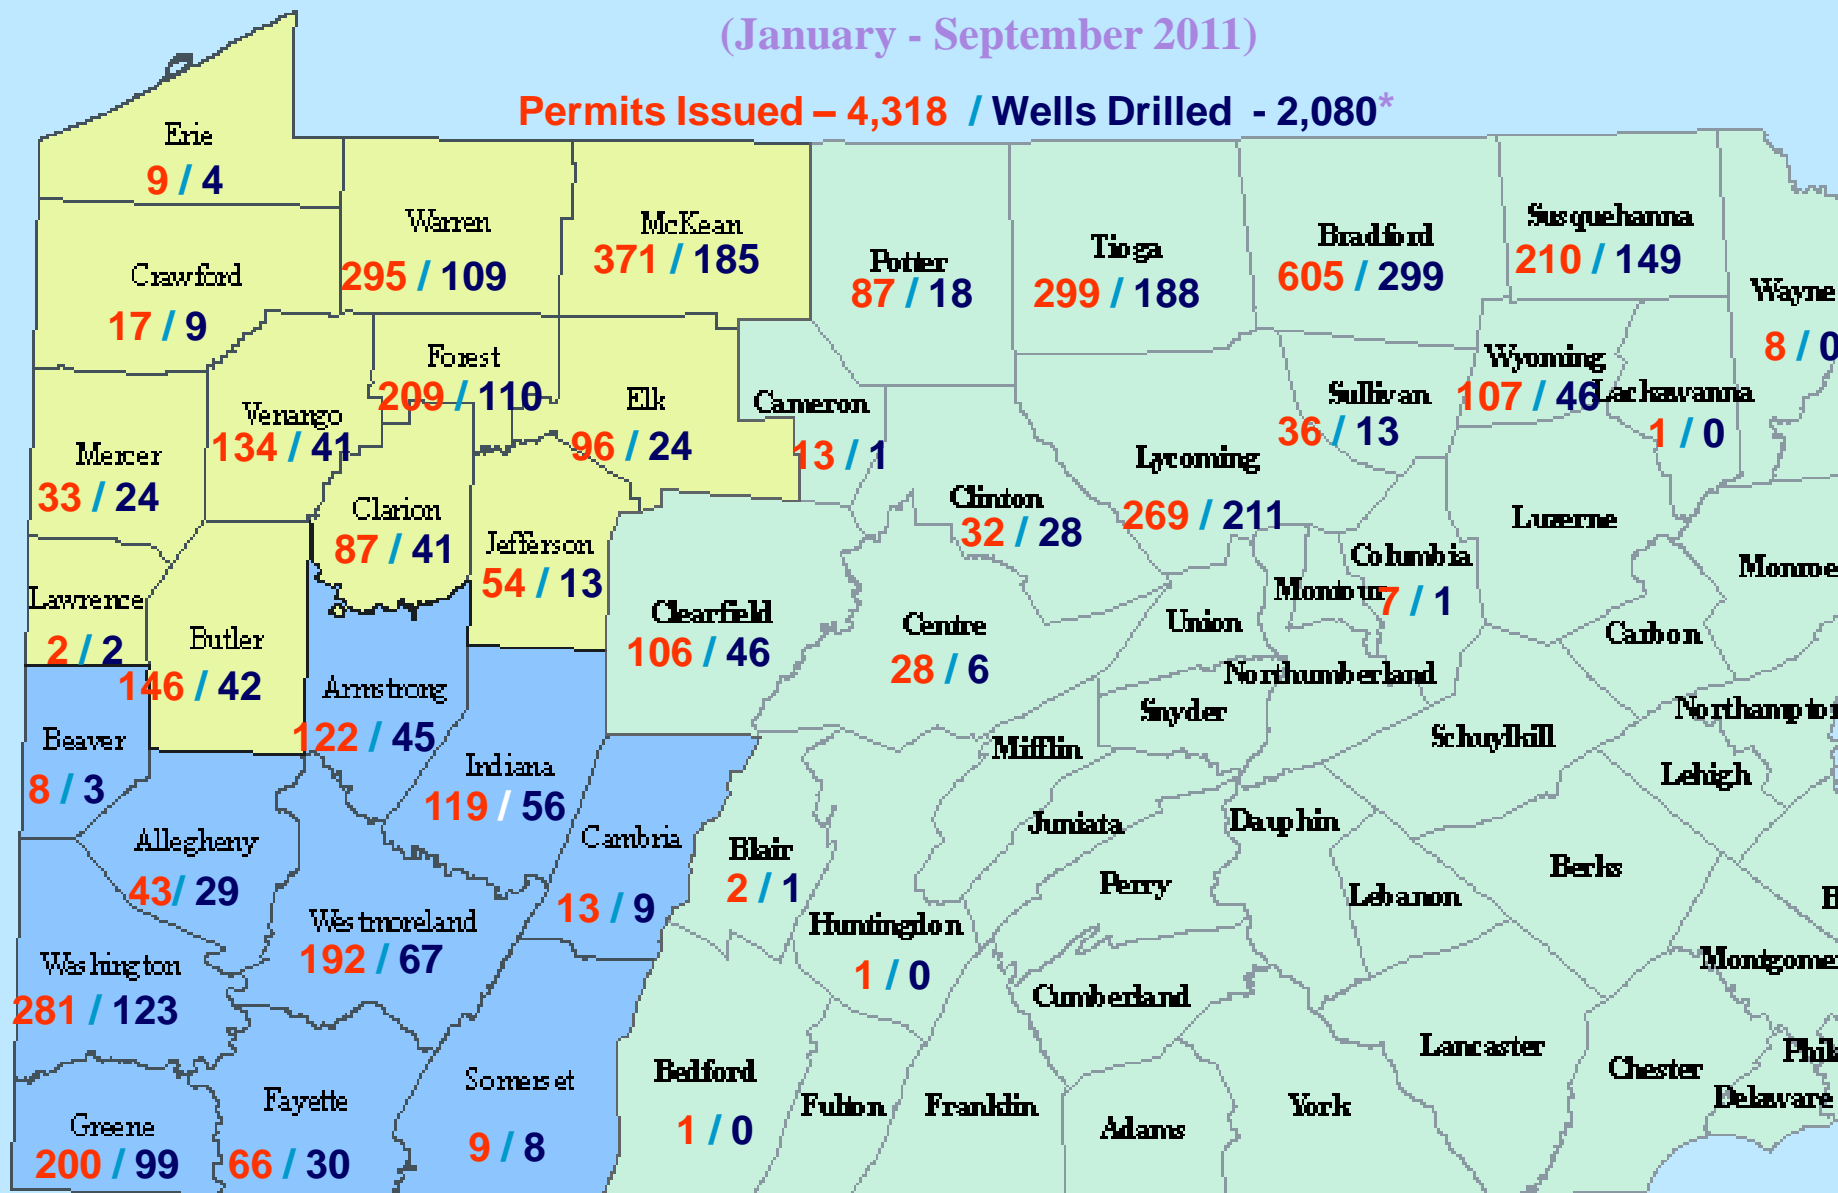 (January - September 2011)
Permits Issued – 4,318 / Wells Drilled - 2,080*
Erie
9 / 4
Warren
295 / 109
McKean
371 / 185
Potter
87 / 18
Tioga
299 / 188
Bradford
605 / 299
Susquehanna
210 / 149
Wayne
8 / 0
Crawford
17 / 9
Forest
209 / 110
Venango
134 / 41
Elk
96 / 24
Cameron
13 / 1
Sullivan
36 / 13
Wyoming
107 / 46
Lackawanna
1 / 0
Mercer
33 / 24
Clarion
87 / 41
Jefferson
54 / 13
Clinton
32 / 28
Lycoming
269 / 211
Columbia
7 / 1
Luzerne
Monroe
Montour
Lawrence
2 / 2
Butler
146 / 42
Armstrong
122 / 45
Clearfield
106 / 46
Centre
28 / 6
Union
Carbon
Northumberland
Snyder
Northampton
Beaver
8 / 3
Indiana
119 / 56
Mifflin
Schuylkill
Lehigh
Allegheny
43/ 29
Cambria
13 / 9
Blair
2 / 1
Juniata
Dauphin
Berks
Perry
Lebanon
B
Westmoreland
192 / 67
Huntingdon
1 / 0
Washington
281 / 123
Cumberland
Montgomer
Lancaster
Chester
Phila
Delaware
Greene
200 / 99
Fayette
66 / 30
Somerset
9 / 8
Bedford
1 / 0
Fulton
Franklin
Adams
York